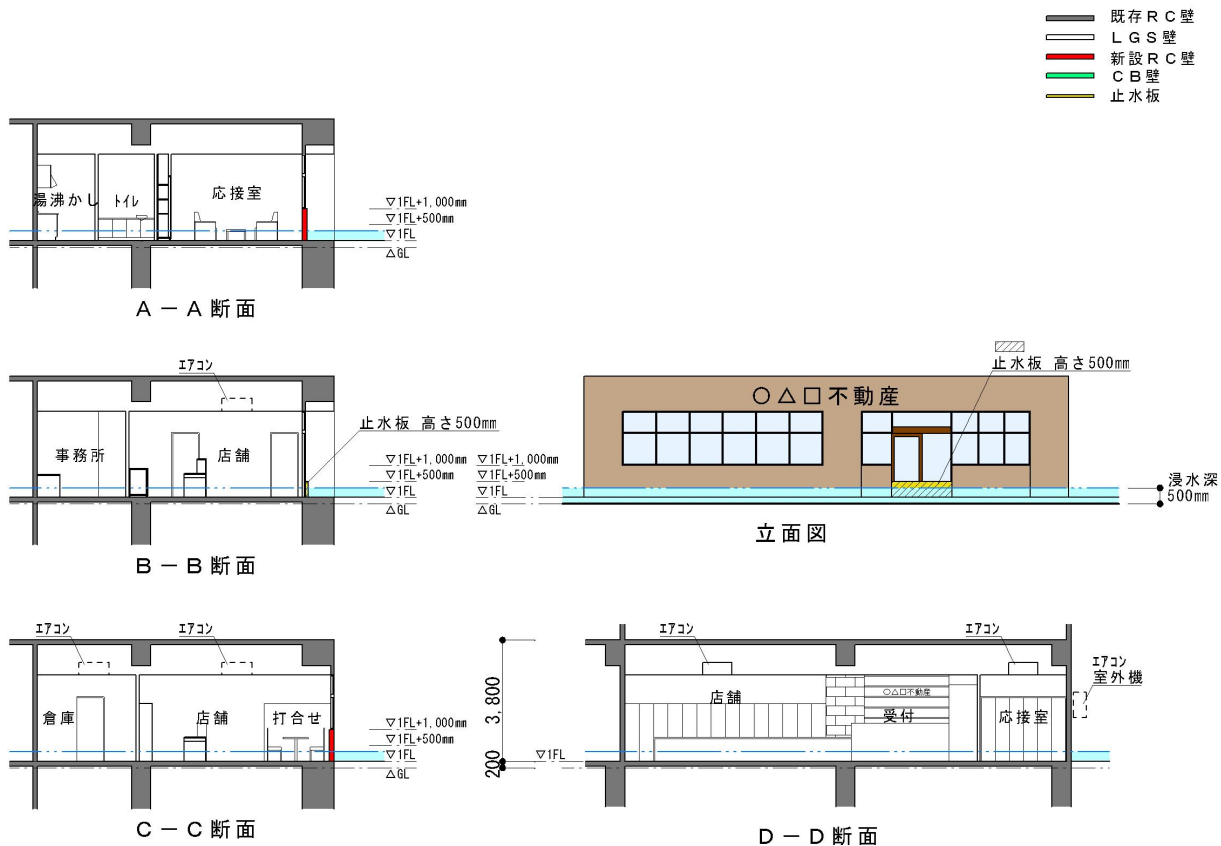 既存RC壁
LGS壁
新設RC壁
CB壁
止水板
湯沸かし
トイレ
応接室
▽1FL+1,000mm
▽1FL+500mm
▽1FL
△GL
A－A断面
エアコン
事務所
店舗
止水板 高さ500mm
▽1FL+1,000mm
▽1FL+500mm
▽1FL
△GL
B－B断面
止水板 高さ500mm
○△□不動産
▽1FL+1,000mm
▽1FL+500mm
▽1FL
△GL
浸水深
500mm
立面図
エアコン
エアコン
倉庫
店舗
打合せ
▽1FL+1,000mm
▽1FL+500mm
▽1FL
△GL
C－C断面
3,800
200
▽1FL
エアコン
エアコン
エアコン
室外機
店舗
○△□不動産
受付
応接室
D－D断面